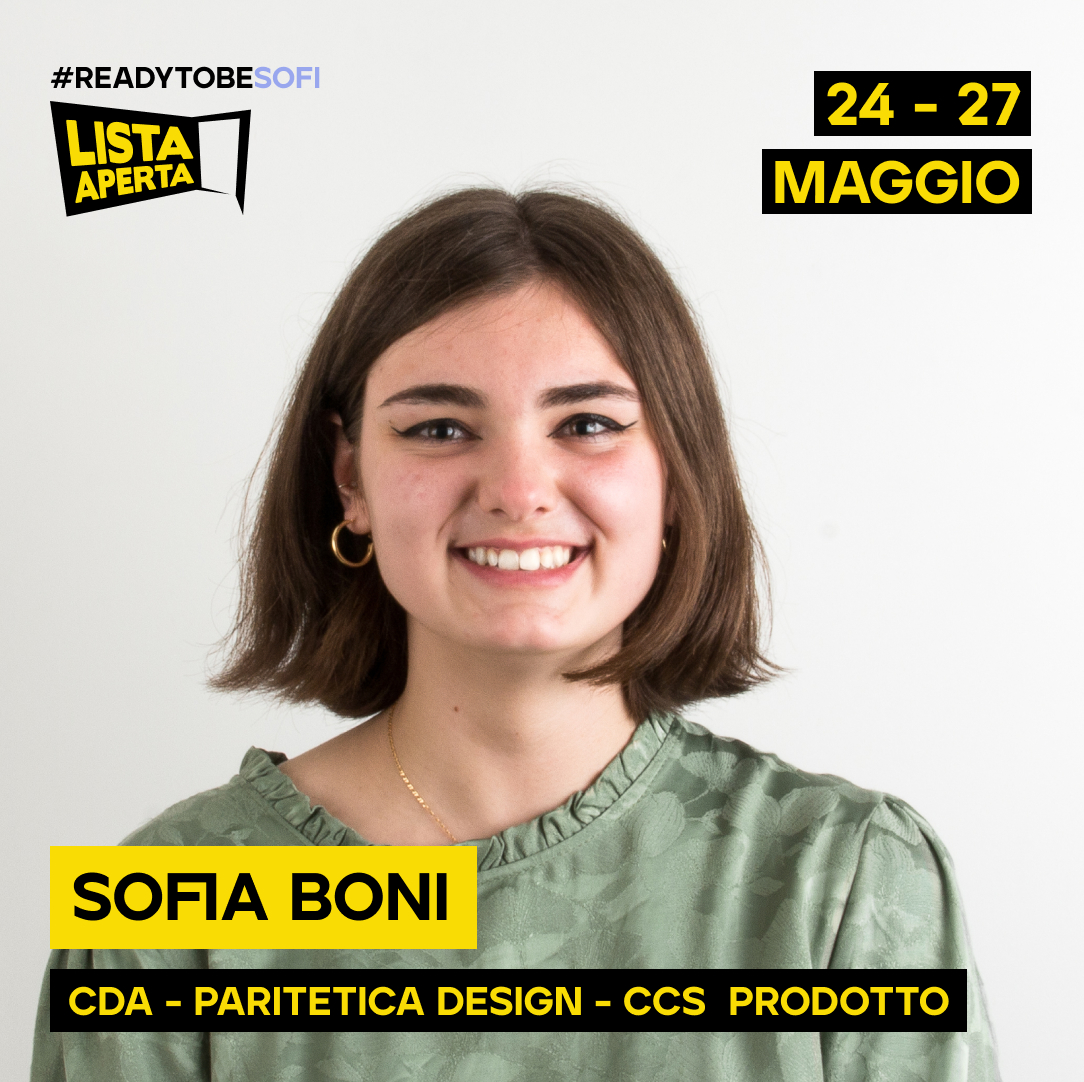 #READYTOBESOFI
LISTA
APERTA
24 - 27
MAGGIO
SOFIA BONI
CDA - PARITETICA DESIGN - CCS PRODOTTO